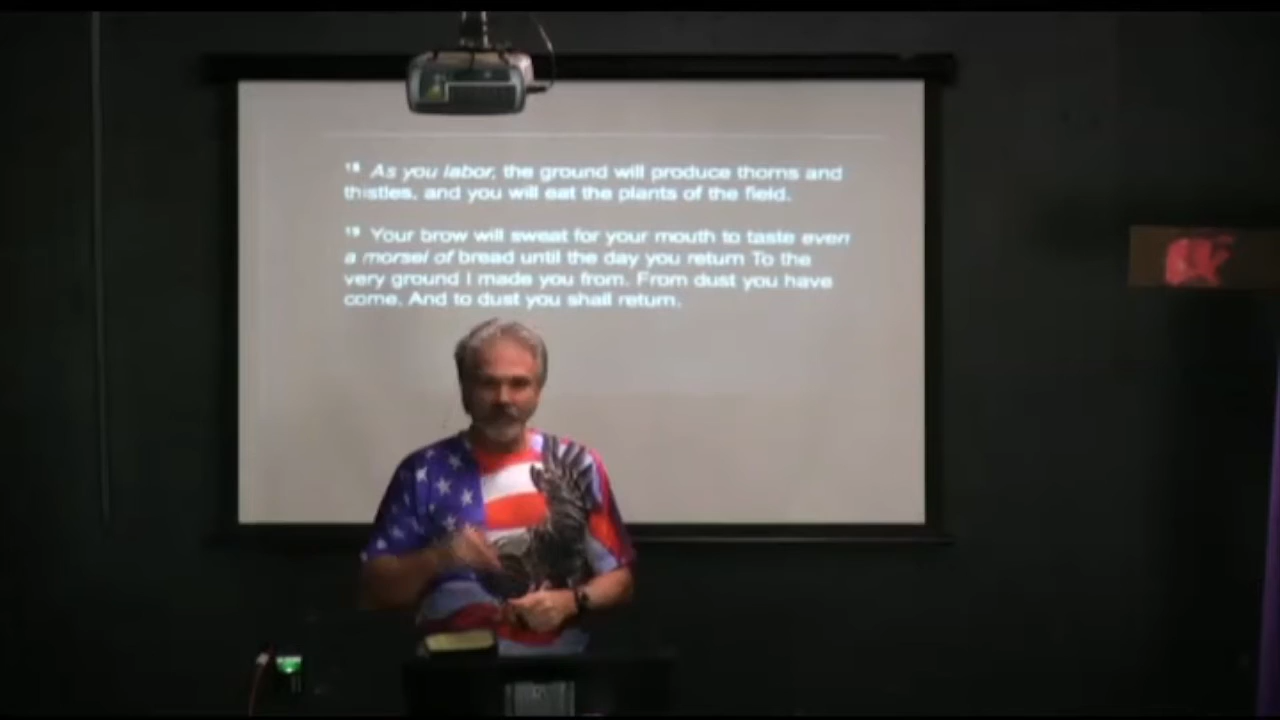 18 As you labor, the ground will produce thorns and
thistles, and you will eat the plants of the field.
19 Your brow will sweat for your mouth to taste even
a morsel of bread until the day you return To the
very ground I made you from. From dust you have
come, And to dust you shall return.